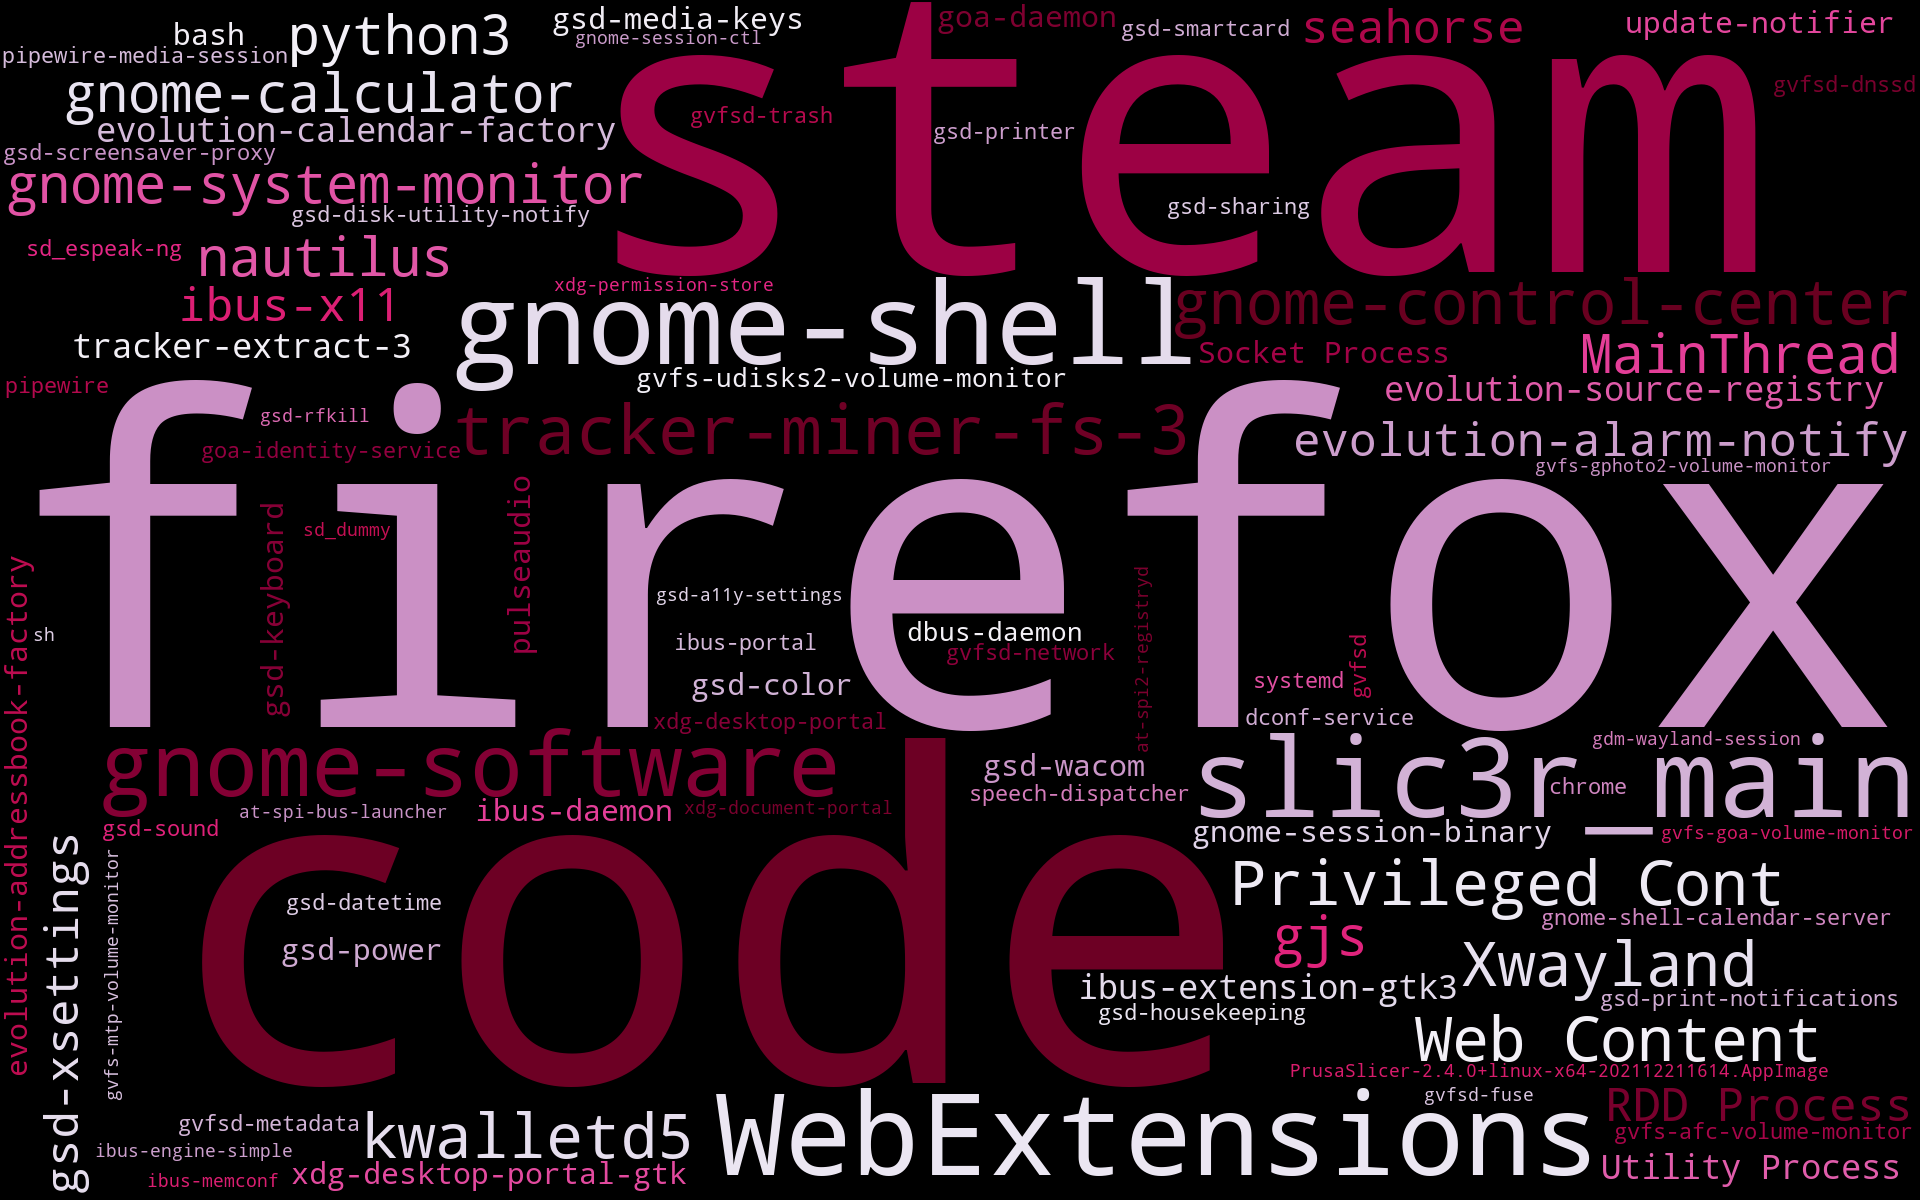 steam
goa-daemon
gsd-smartcard
seahorse
update-notifier
gsd-media-keys
gnome-session-ctl
bash
python3
pipewire-media-session
gnome-calculator
evolution-calendar-factory
gvfsd-trash
gsd-printer
gvfsd-dnssd
gsd-screensaver-proxy
gnome-system-monitor
gsd-disk-utility-notify
gsd-sharing
sd_espeak-ng
nautilus
ibus-x11
xdg-permission-store
gnome-shell
gnome-control-center
tracker-extract-3
Socket Process
MainThread
gvfs-udisks2-volume-monitor
pipewire
evolution-source-registry
firefox
gsd-rfkill
tracker-miner-fs-3
goa-identity-service
evolution-alarm-notify
gvfs-gphoto2-volume-monitor
gsd-keyboard
sd_dummy
pulseaudio
gsd-a11y-settings
ibus-portal
dbus-daemon
gvfsd-network
at-spi2-registryd
gvfsd
systemd
sh
evolution-addressbook-factory
gsd-color
xdg-desktop-portal
dconf-service
gnome-software
gsd-wacom
speech-dispatcher
slic3r_main
gdm-wayland-session
chrome
at-spi-bus-launcher
ibus-daemon
xdg-document-portal
gsd-sound
gnome-session-binary
gvfs-goa-volume-monitor
code
gsd-xsettings
gvfs-mtp-volume-monitor
gsd-datetime
gsd-power
Privileged Cont
gnome-shell-calendar-server
gjs
Xwayland
ibus-extension-gtk3
gsd-print-notifications
gsd-housekeeping
Web Content
PrusaSlicer-2.4.0+linux-x64-202112211614.AppImage
gvfsd-fuse
WebExtensions
RDD Process
gvfsd-metadata
kwalletd5
gvfs-afc-volume-monitor
ibus-engine-simple
xdg-desktop-portal-gtk
ibus-memconf
Utility Process